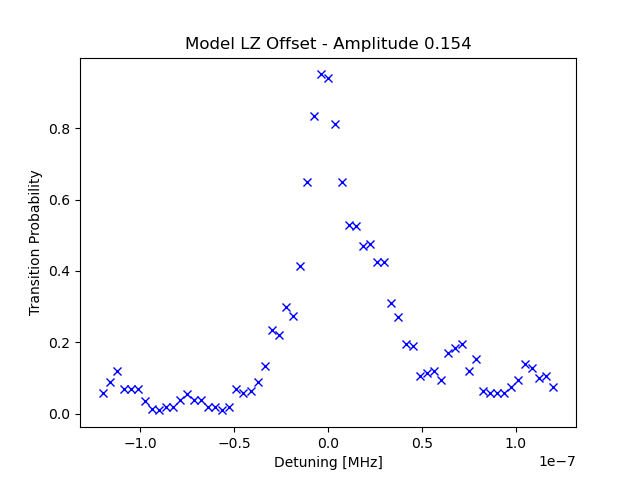 Model LZ Offset - Amplitude 0.154
Transition Probability
0.8
0.6
0.4
0.2
0.0
−1.0 −0.5 0.0 0.5 1.0
1e−7
Detuning [MHz]